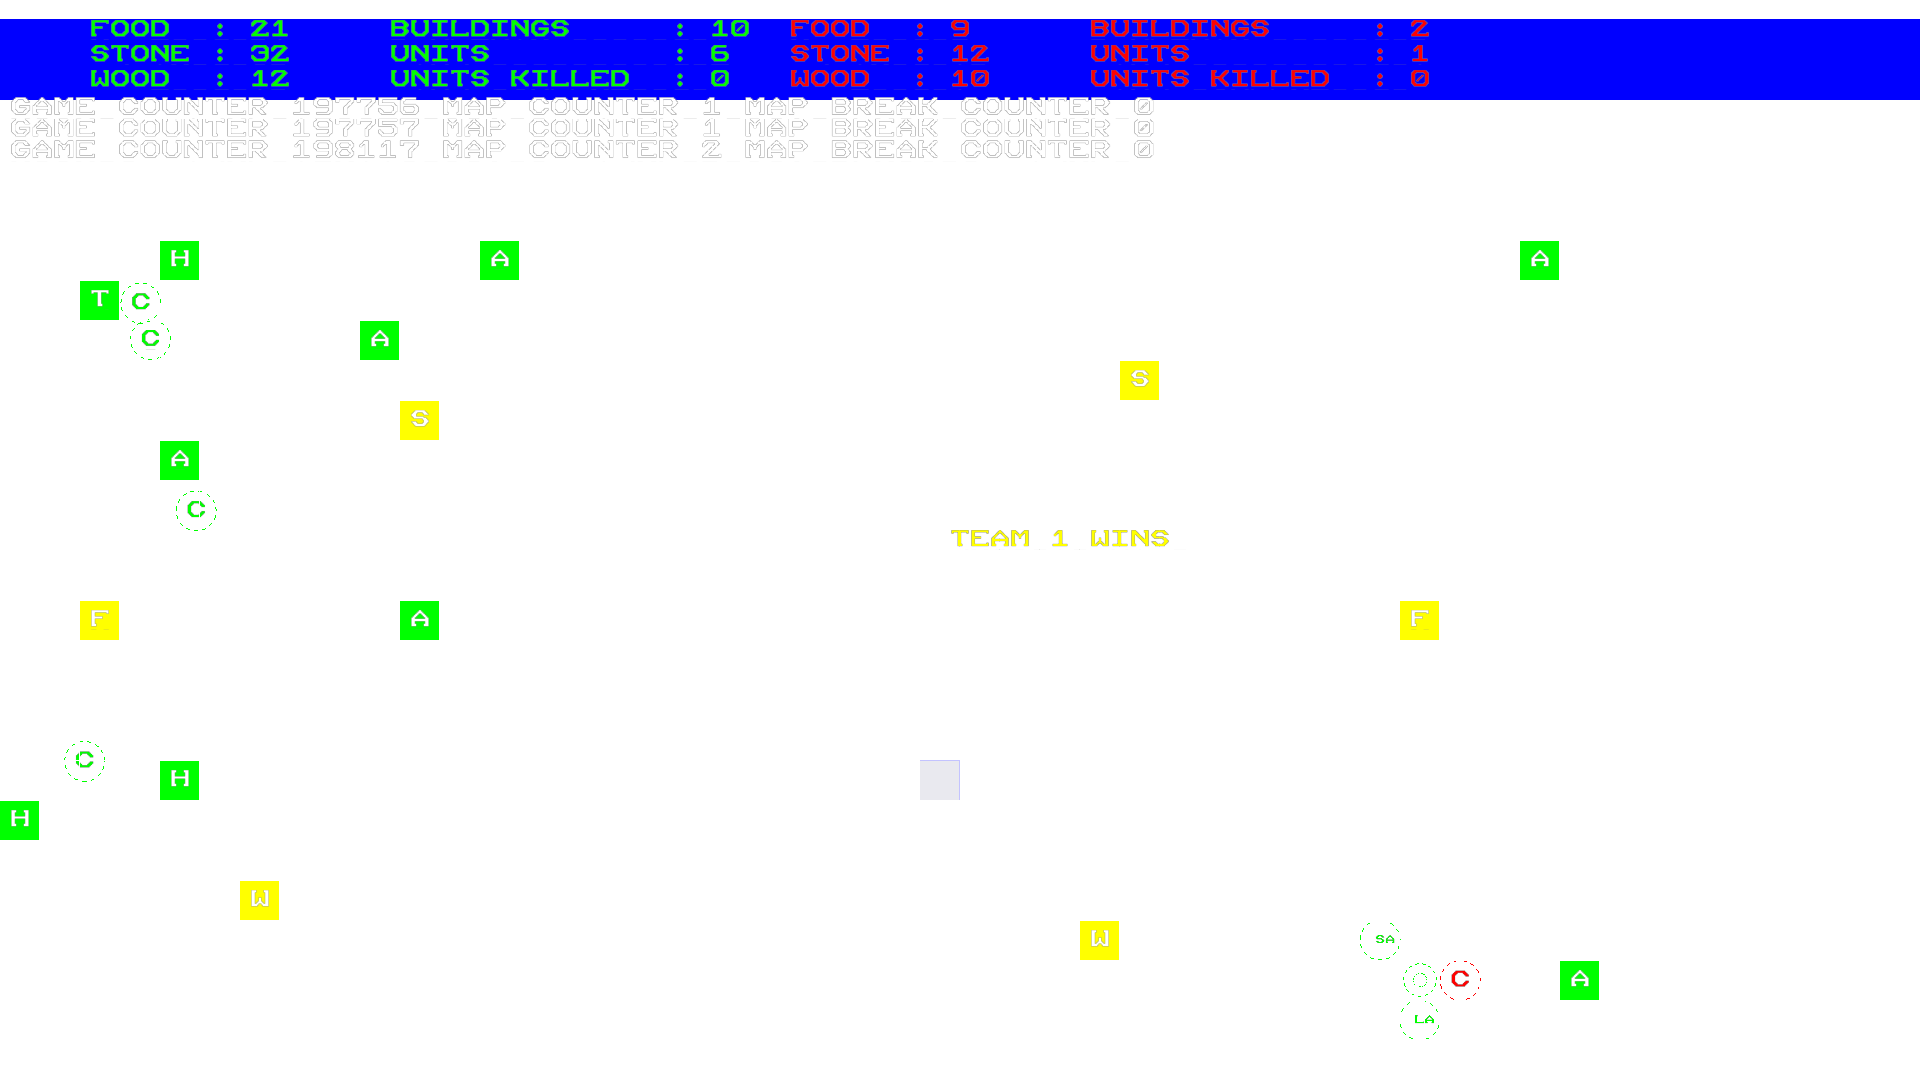 FOOD : 21 BUILDINGS : 10 FOOD : 9 BUILDINGS : 2
STONE : 32 UNITS : 6 STONE : 12 UNITS : 1
WOOD : 12 UNITS KILLED : 0 WOOD : 10 UNITS KILLED : 0
GAME COUNTER 197756 MAP COUNTER 1 MAP BREAK COUNTER 0
GAME COUNTER 197757 MAP COUNTER 1 MAP BREAK COUNTER 0
GAME COUNTER 198117 MAP COUNTER 2 MAP BREAK COUNTER 0
H A A
T C
C A
S
S
A
C
TEAM 1 WINS
F A F
C
H
H
W
W SA
C A
LA